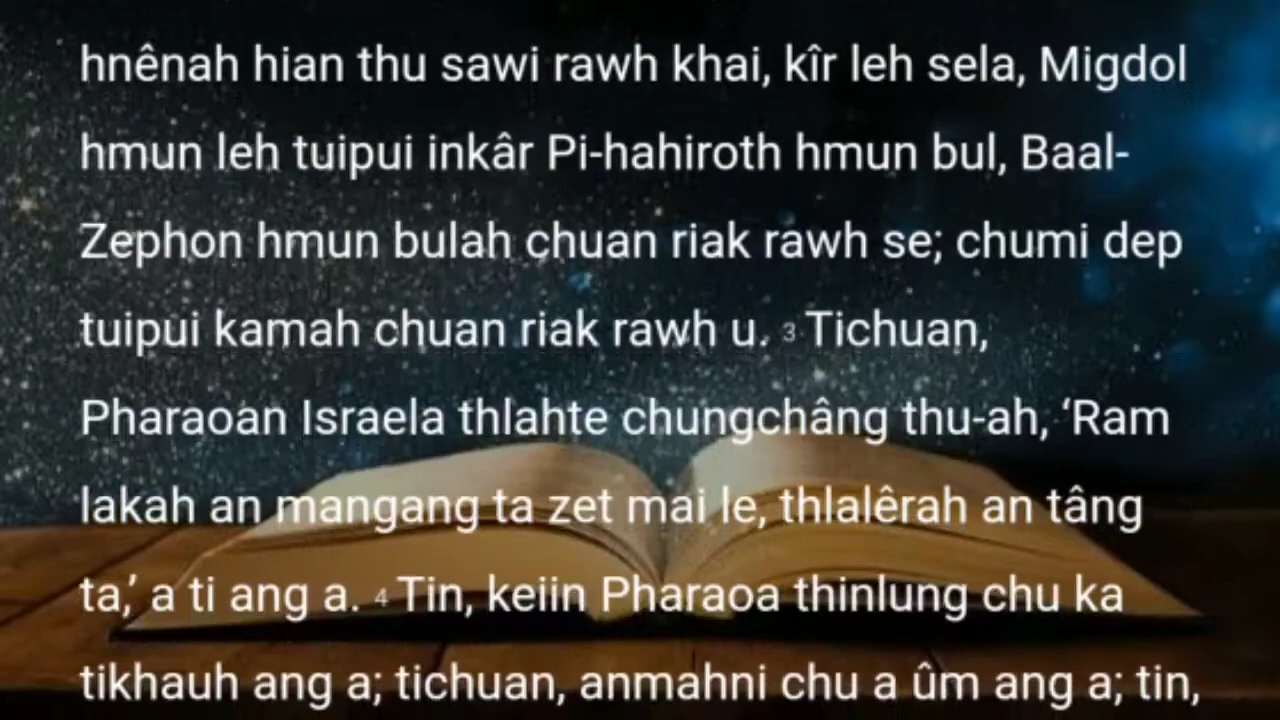 hnênah hian thu sawi rawh khai, kîr leh sela, Migdol
hmun leh tuipui inkâr Pi-hahiroth hmun bul, Baal-
Zephon hmun bulah chuan riak rawh se; chumi dep
tuipui kamah chuan riak rawh u. 3 Tichuan,
Pharaoan Israela thlahte chungchâng thu-ah, ‘Ram
lakah an mangang ta zet mai le, thlalêrah an tâng
ta,’ a ti ang a. 4 Tin, keiin Pharaoa thinlung chu ka
tikhauh ang a; tichuan, anmahni chu a ûm ang a; tin,